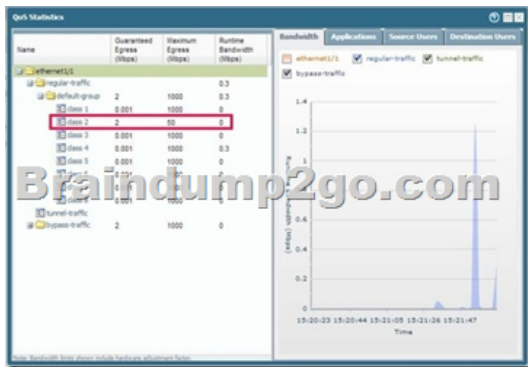 QoS Statistics
Name
Guaranteed Egress (Mbps)
Maximum Egress (Mbps)
Runtime Bandwidth (Mbps)
ethernet1/1
regular-traffic 0.3
default-group 2 1000 0.3
class 1 0.001 1000 0
class 2 2 50 0
class 3 0.001 1000 0
class 4 0.001 1000 0.3
class 5 0.001 1000 0
tunnel-traffic
bypass-traffic 2 1000 0
Note: Bandwidth limits shown include hardware adjustment factor.
Bandwidth Applications Source Users Destination Users
ethernet1/1 regular-traffic tunnel-traffic
bypass-traffic
1.4
1.2
1
0.6
0.4
0.2
0
15:20:23 15:20:44 15:21:05 15:21:26 15:21:47
Time
Braindump2go.com